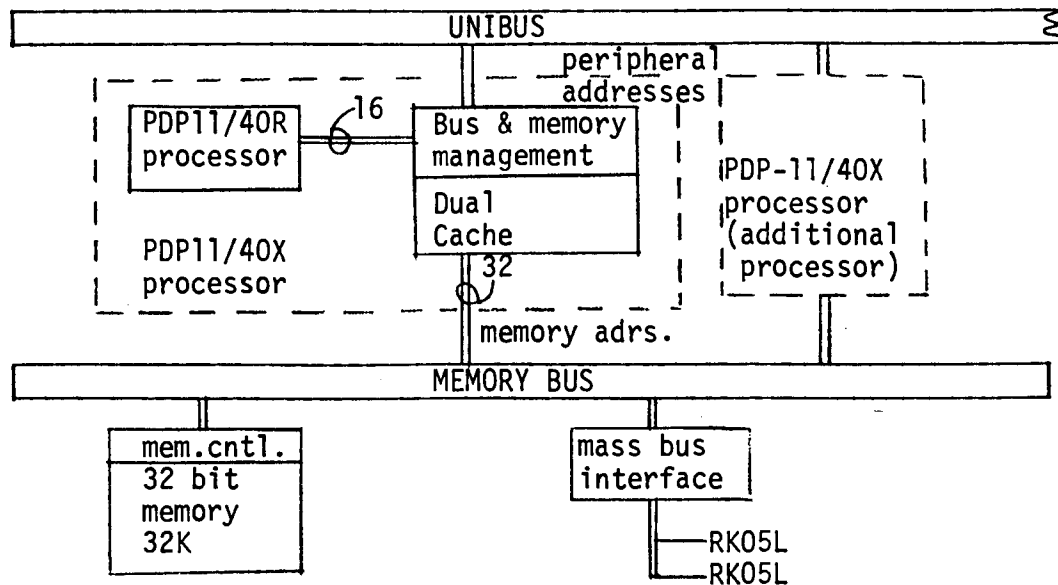 UNIBUS
peripheral
addresses
PDP11/40R
processor
16
Bus & memory
management
Dual
Cache
PDP11/40X
processor
32
memory adrs.
PDP-11/40X
processor
(additional
processor)
MEMORY BUS
mem.cntl.
32 bit
memory
32K
mass bus
interface
RK05L
RK05L